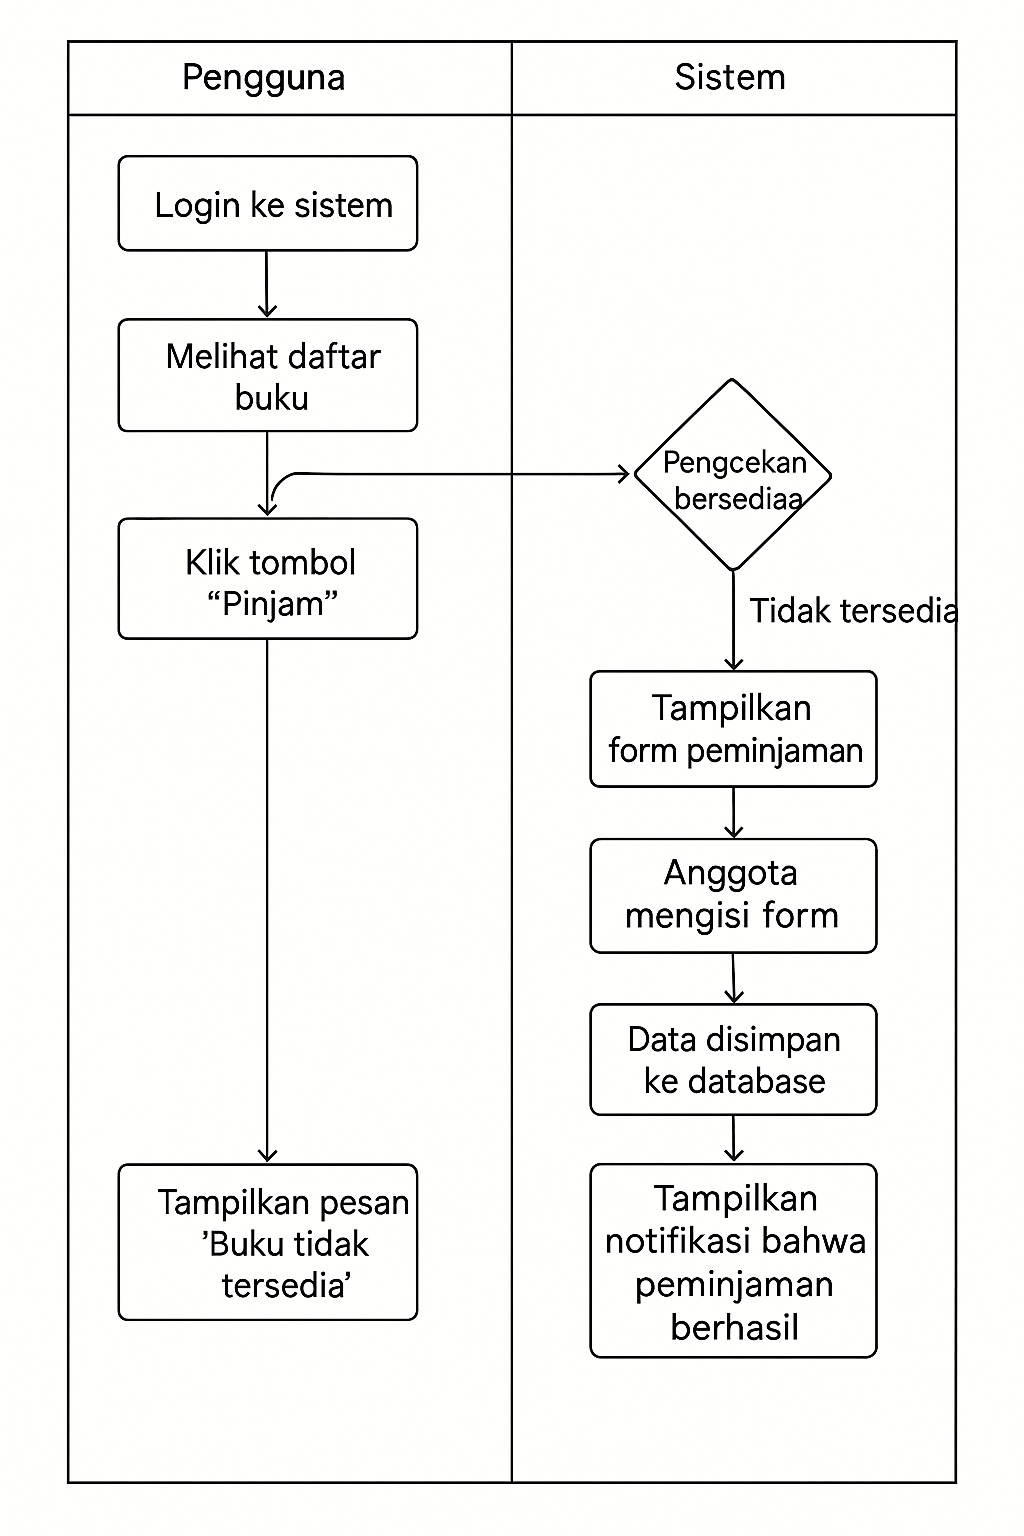 Pengguna
Sistem
Login ke sistem
Melihat daftar
buku
Klik tombol
“Pinjam”
Tampilkan pesan
’Buku tidak
tersedia’
Pengcekan
bersediaa
Tidak tersedia
Tampilkan
form peminjaman
Anggota
mengisi form
Data disimpan
ke database
Tampilkan
notifikasi bahwa
peminjaman
berhasil